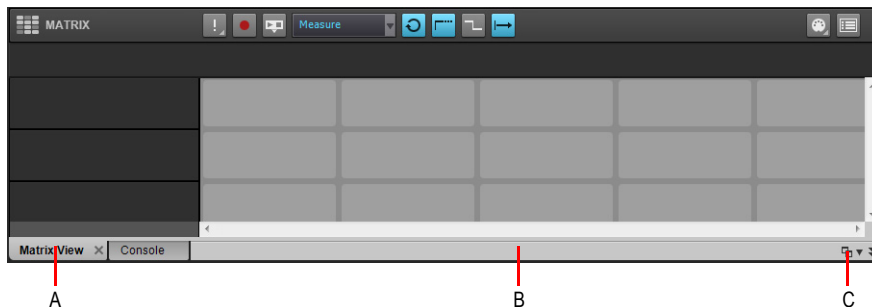 MATRIX
Measure
Matrix View
Console
A
B
C